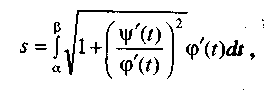 s = ∫_α^β √(1 + (ψ′(t) / φ′(t))²) φ′(t)dt ,